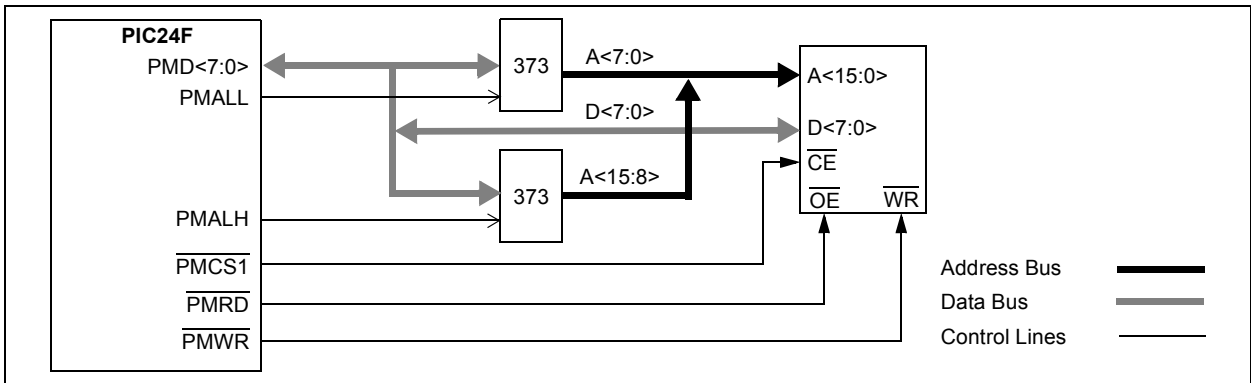 PIC24F
PMD<7:0>
PMALL
373
A<7:0>
A<15:0>
D<7:0>
D<7:0>
CE
373
A<15:8>
OE WR
PMALH
PMCS1
PMRD
PMWR
Address Bus
Data Bus
Control Lines